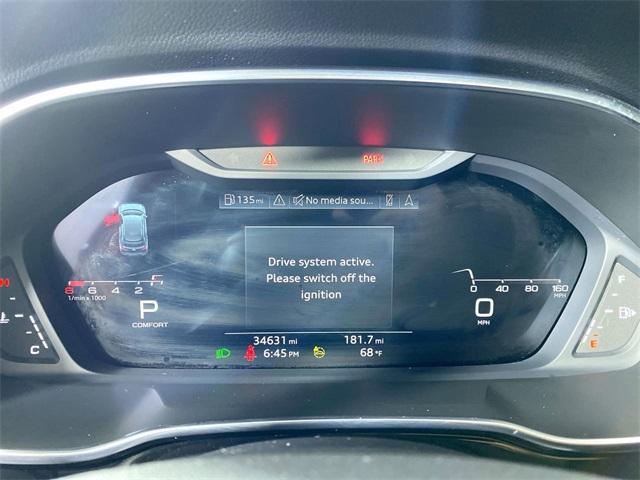 PARK
135 mi No media sou...
Drive system active.
Please switch off the
ignition
8 6 4 2
1/min x 1000
P
COMFORT
0 40 80 160
MPH
0
MPH
F
C
E
34631 mi 181.7 mi
6:45 PM 68 °F